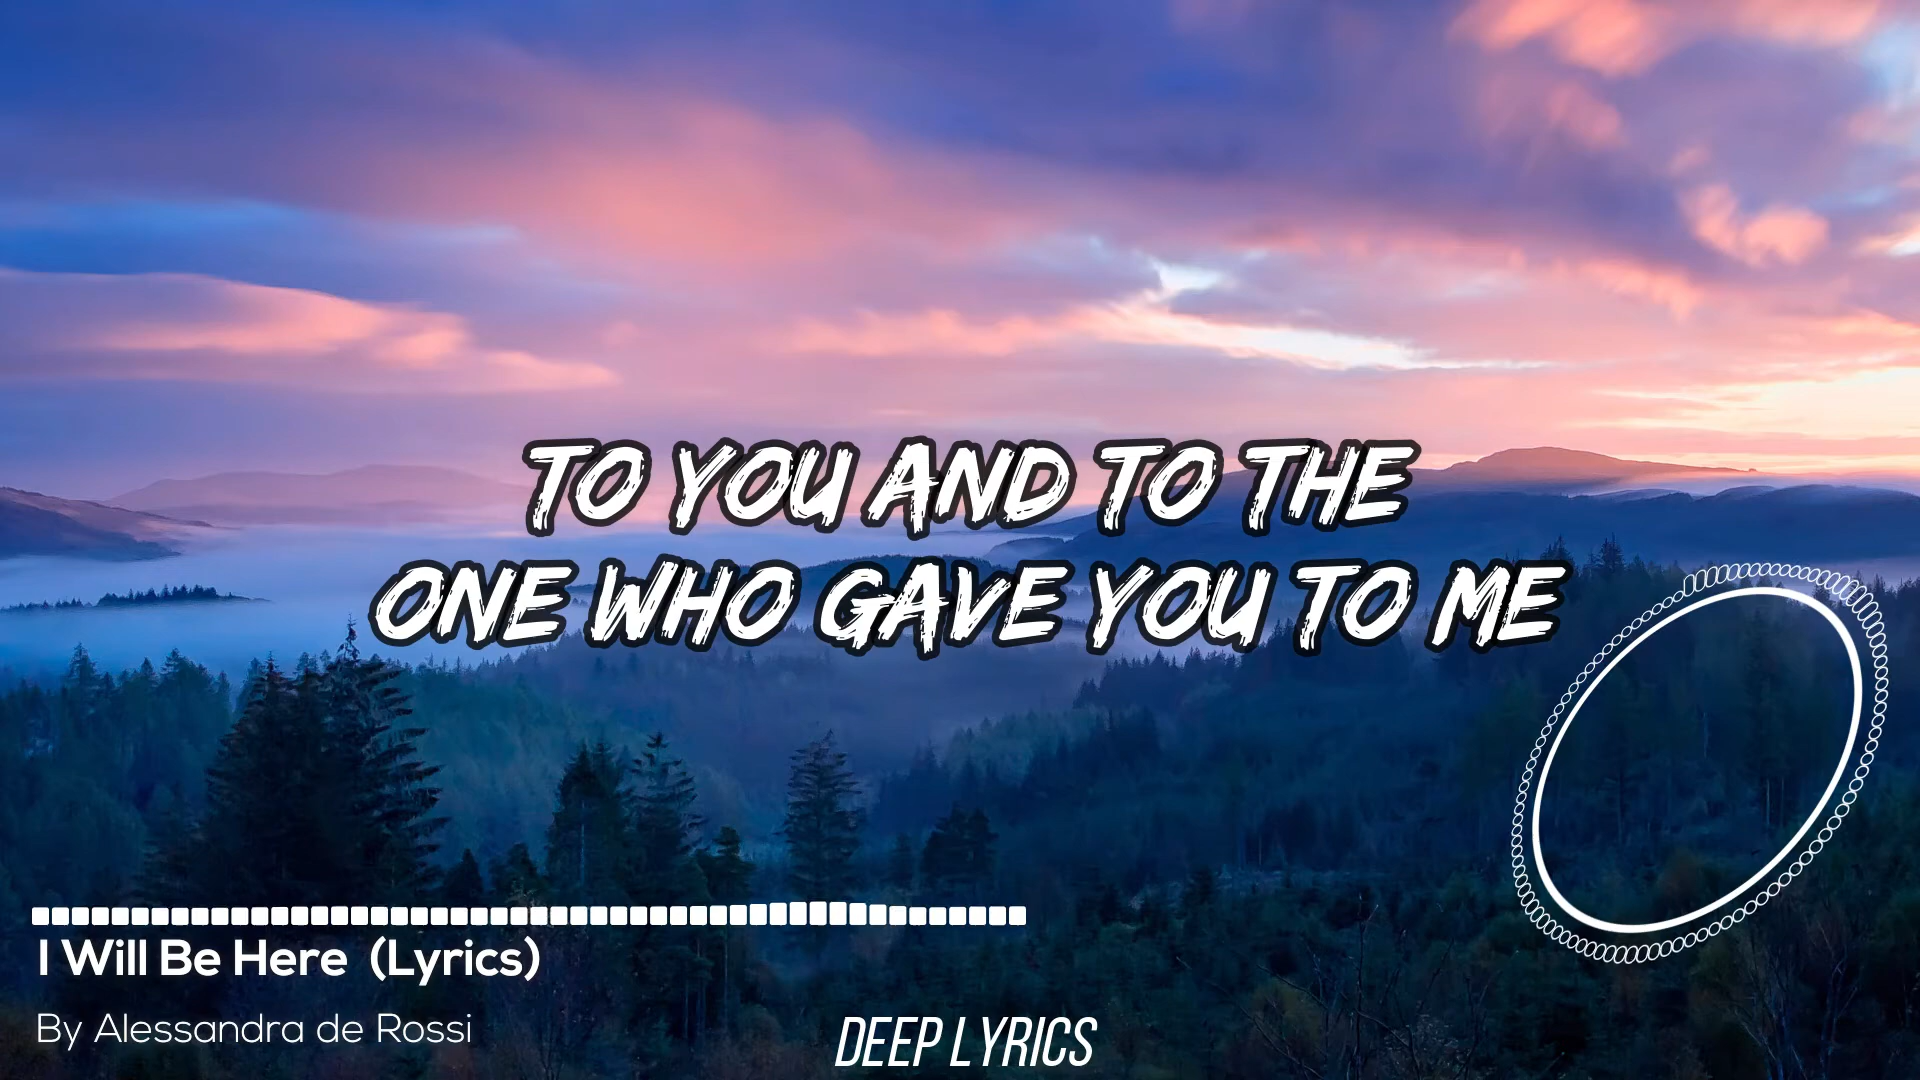 TO YOU AND TO THE
ONE WHO GAVE YOU TO ME
I Will Be Here (Lyrics)
By Alessandra de Rossi
DEEP LYRICS